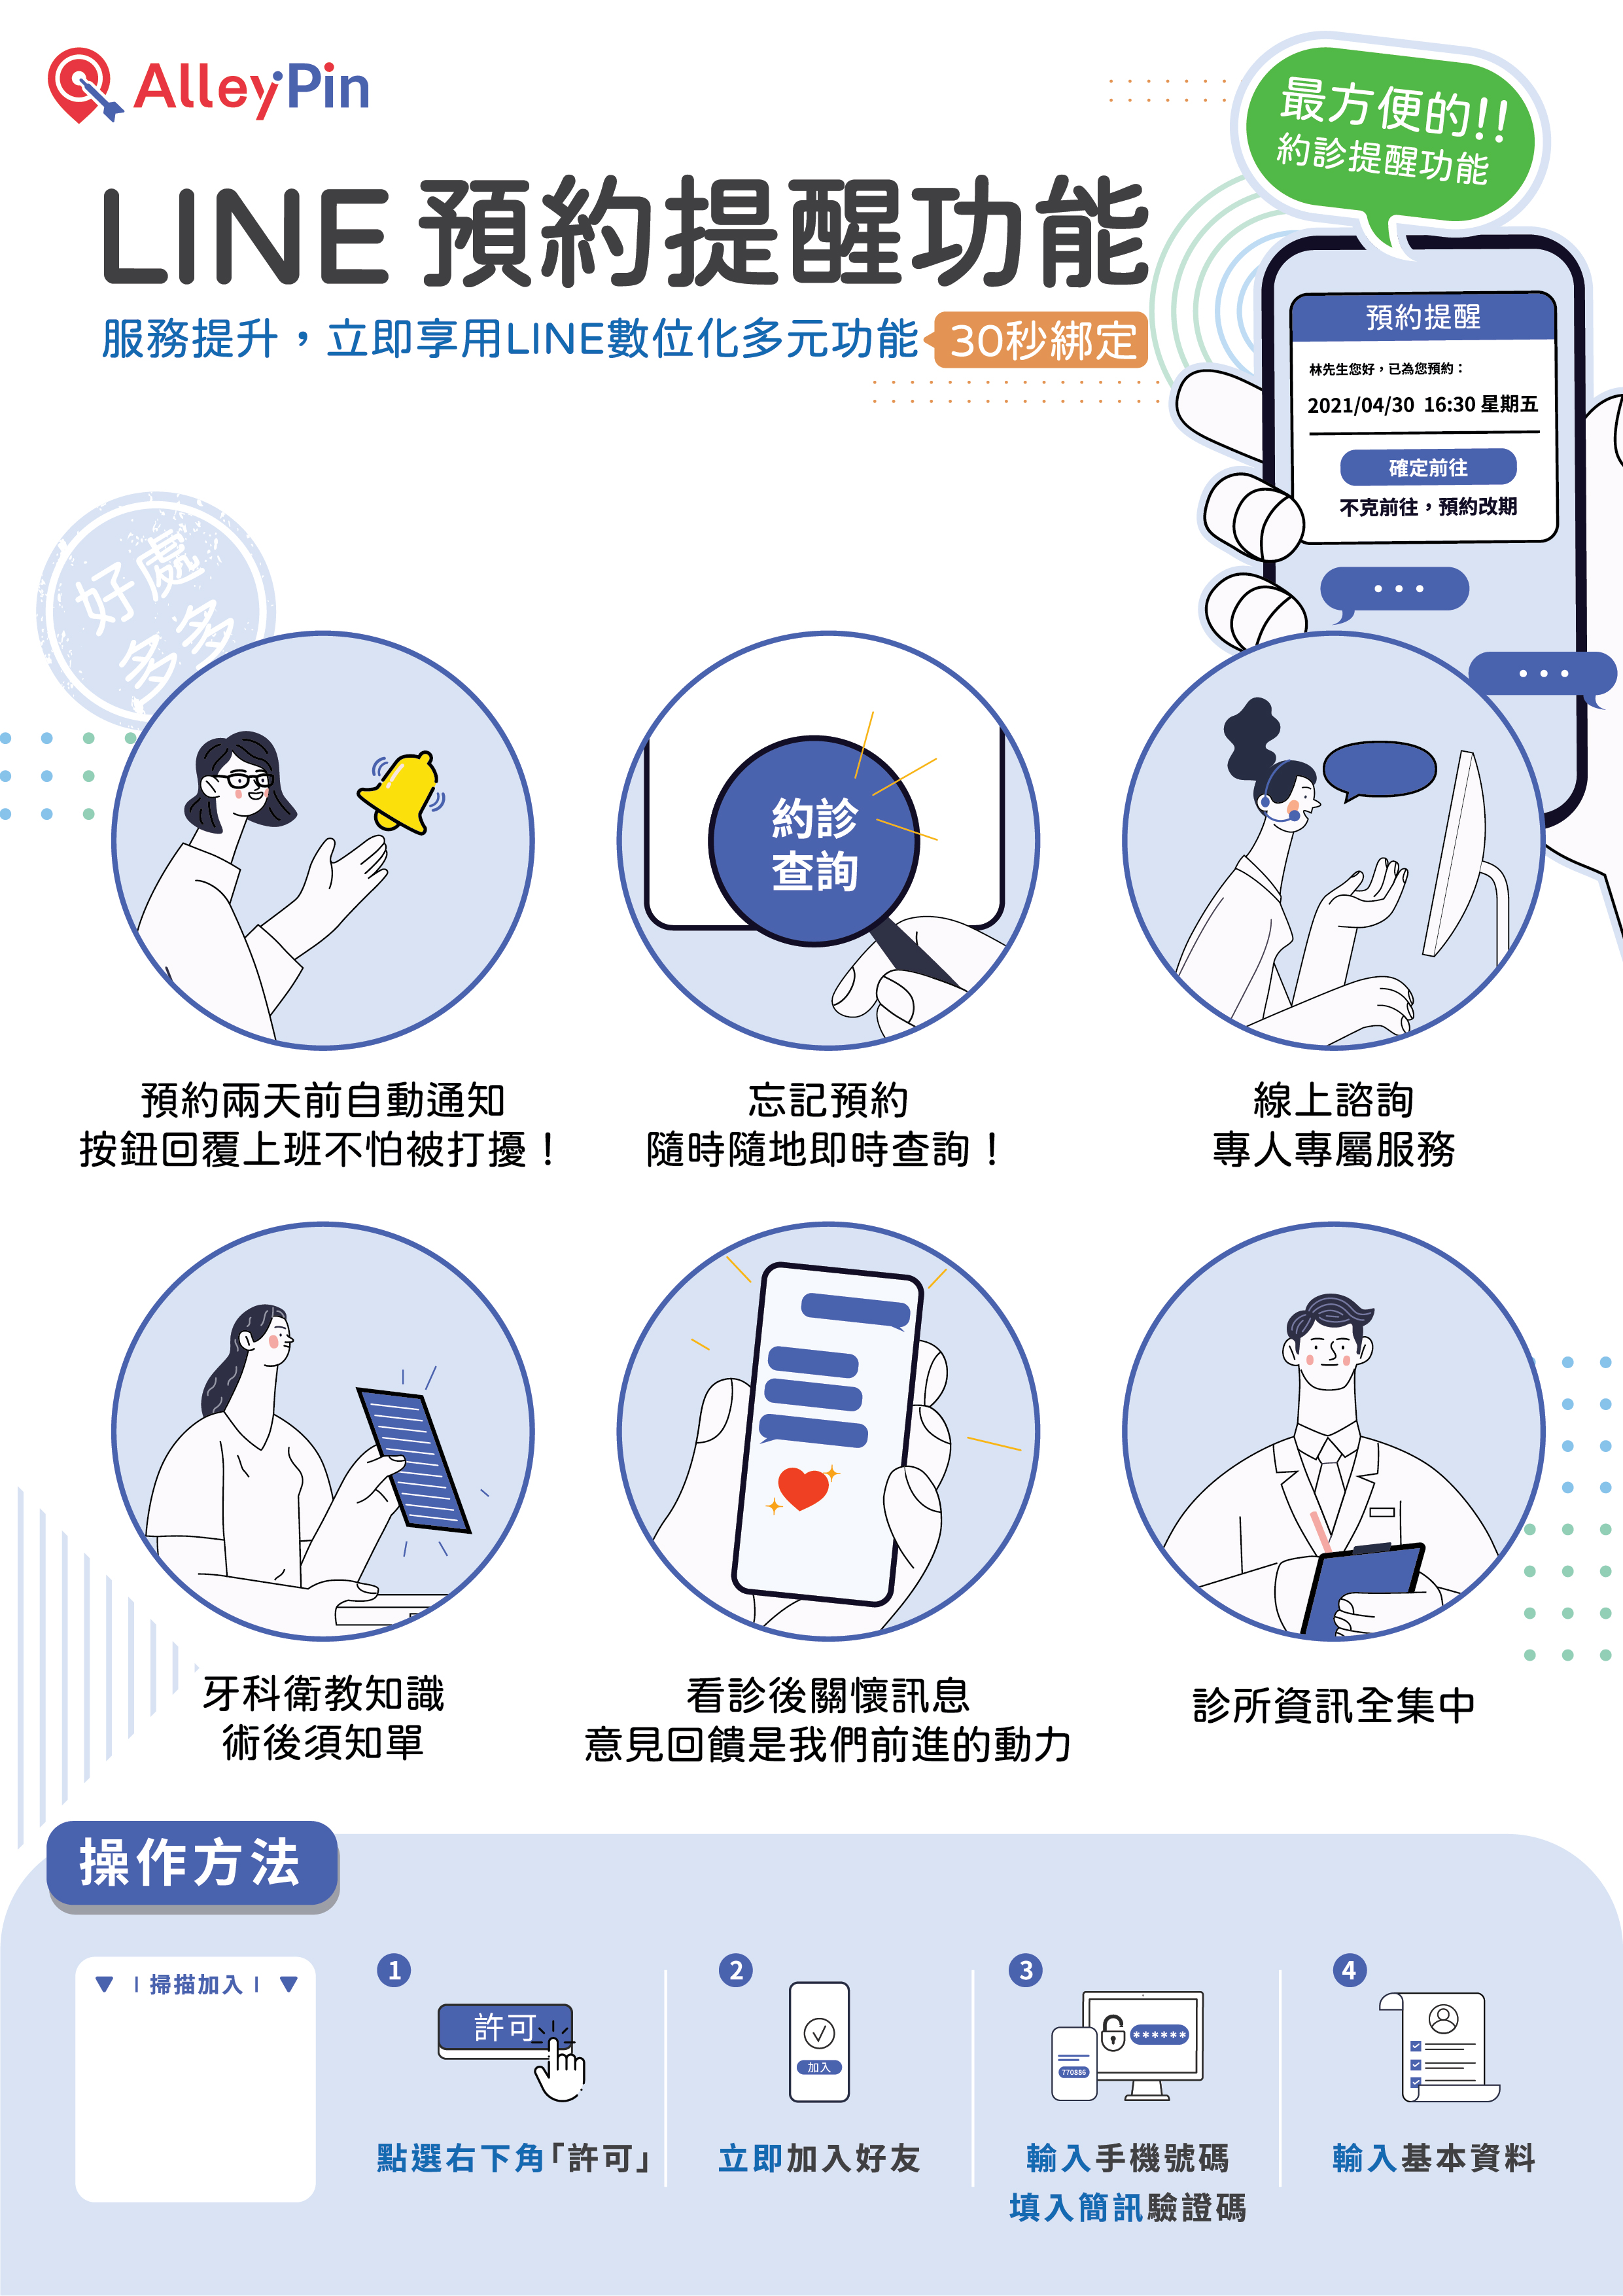 AlleyPin
最方便的!!
約診提醒功能
LINE 預約提醒功能
服務提升，立即享用LINE數位化多元功能 30秒綁定
預約提醒
林先生您好，已為您預約：
2021/04/30 16:30 星期五
確定前往
不克前往，預約改期
好處
多多
約診
查詢
預約兩天前自動通知
按鈕回覆上班不怕被打擾！
忘記預約
隨時隨地即時查詢！
線上諮詢
專人專屬服務
牙科衛教知識
術後須知單
看診後關懷訊息
意見回饋是我們前進的動力
診所資訊全集中
操作方法
▼ | 掃描加入 | ▼
1
許可
點選右下角「許可」
2
加入
立即加入好友
3
******
770886
輸入手機號碼
填入簡訊驗證碼
4
輸入基本資料